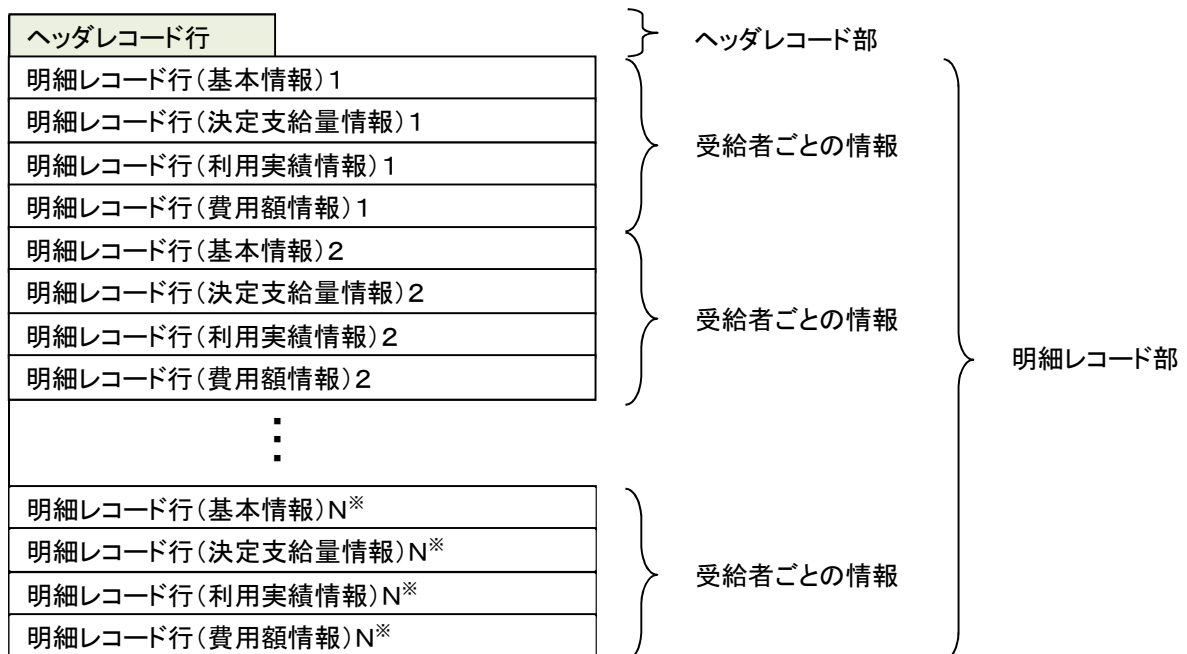 ヘッダレコード行
ヘッダレコード部
明細レコード行(基本情報)1
明細レコード行(決定支給量情報)1
受給者ごとの情報
明細レコード行(利用実績情報)1
明細レコード行(費用額情報)1
明細レコード行(基本情報)2
明細レコード行(決定支給量情報)2
受給者ごとの情報
明細レコード行(利用実績情報)2
明細レコード部
明細レコード行(費用額情報)2
明細レコード行(基本情報)N※
明細レコード行(決定支給量情報)N※
受給者ごとの情報
明細レコード行(利用実績情報)N※
明細レコード行(費用額情報)N※